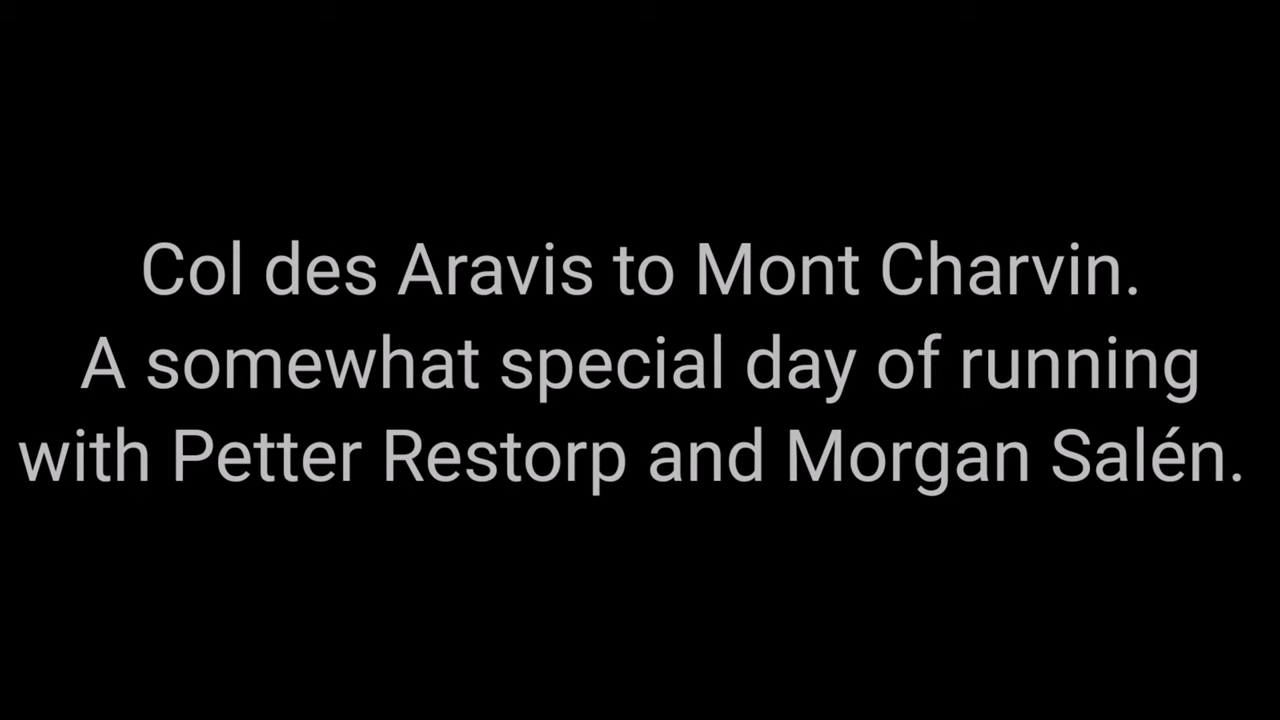 Col des Aravis to Mont Charvin.
A somewhat special day of running
with Petter Restorp and Morgan Salén.